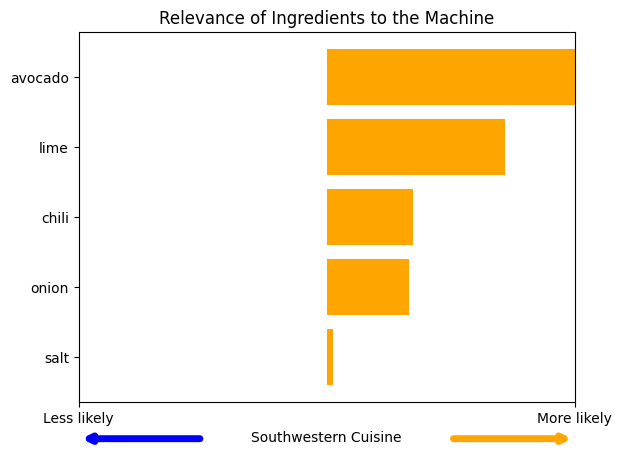 Relevance of Ingredients to the Machine
avocado
lime
chili
onion
salt
Less likely
More likely
Southwestern Cuisine